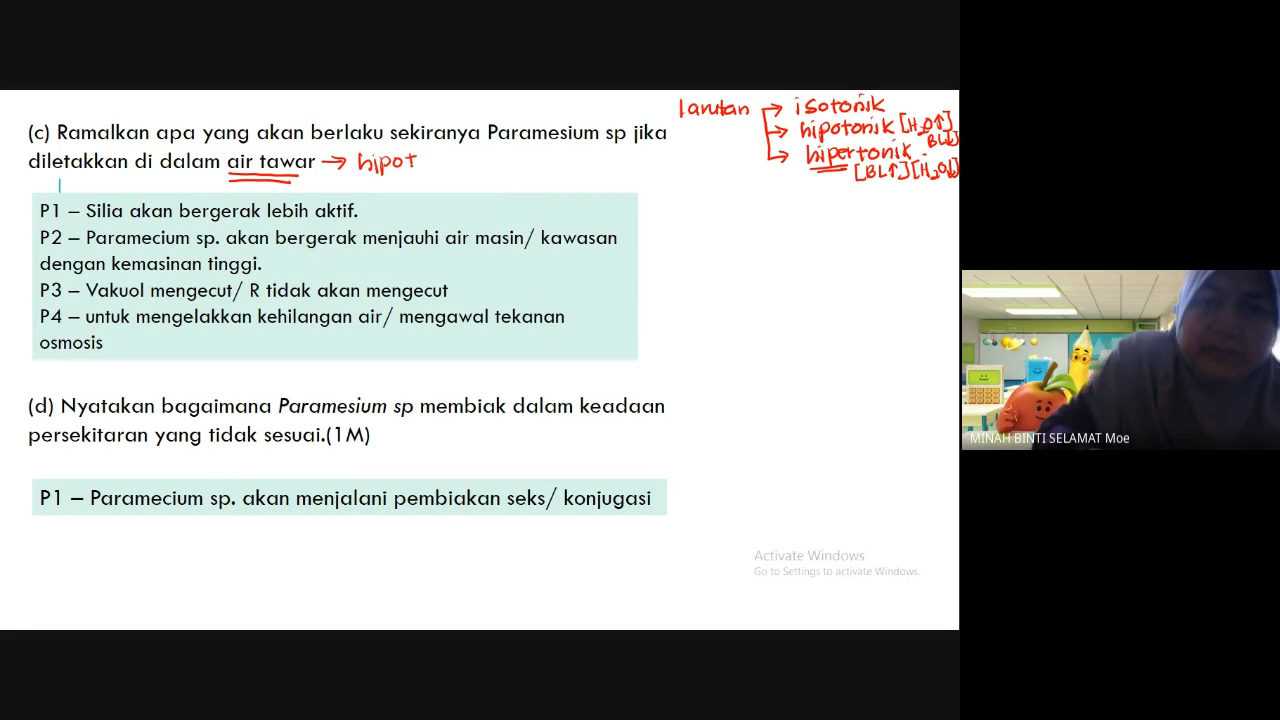 larutan → isotonik
→ hipotonik [H₂O↑]
BL↓]
→ hipertonik
[BL↑][H₂O↓]
(c) Ramalkan apa yang akan berlaku sekiranya Paramesium sp jika
diletakkan di dalam air tawar → hipot
P1 – Silia akan bergerak lebih aktif.
P2 – Paramecium sp. akan bergerak menjauhi air masin/ kawasan
dengan kemasinan tinggi.
P3 – Vakuol mengecut/ R tidak akan mengecut
P4 – untuk mengelakkan kehilangan air/ mengawal tekanan
osmosis
(d) Nyatakan bagaimana Paramesium sp membiak dalam keadaan
persekitaran yang tidak sesuai.(1M)
P1 – Paramecium sp. akan menjalani pembiakan seks/ konjugasi
Activate Windows
Go to Settings to activate Windows.
MINAH BINTI SELAMAT Moe